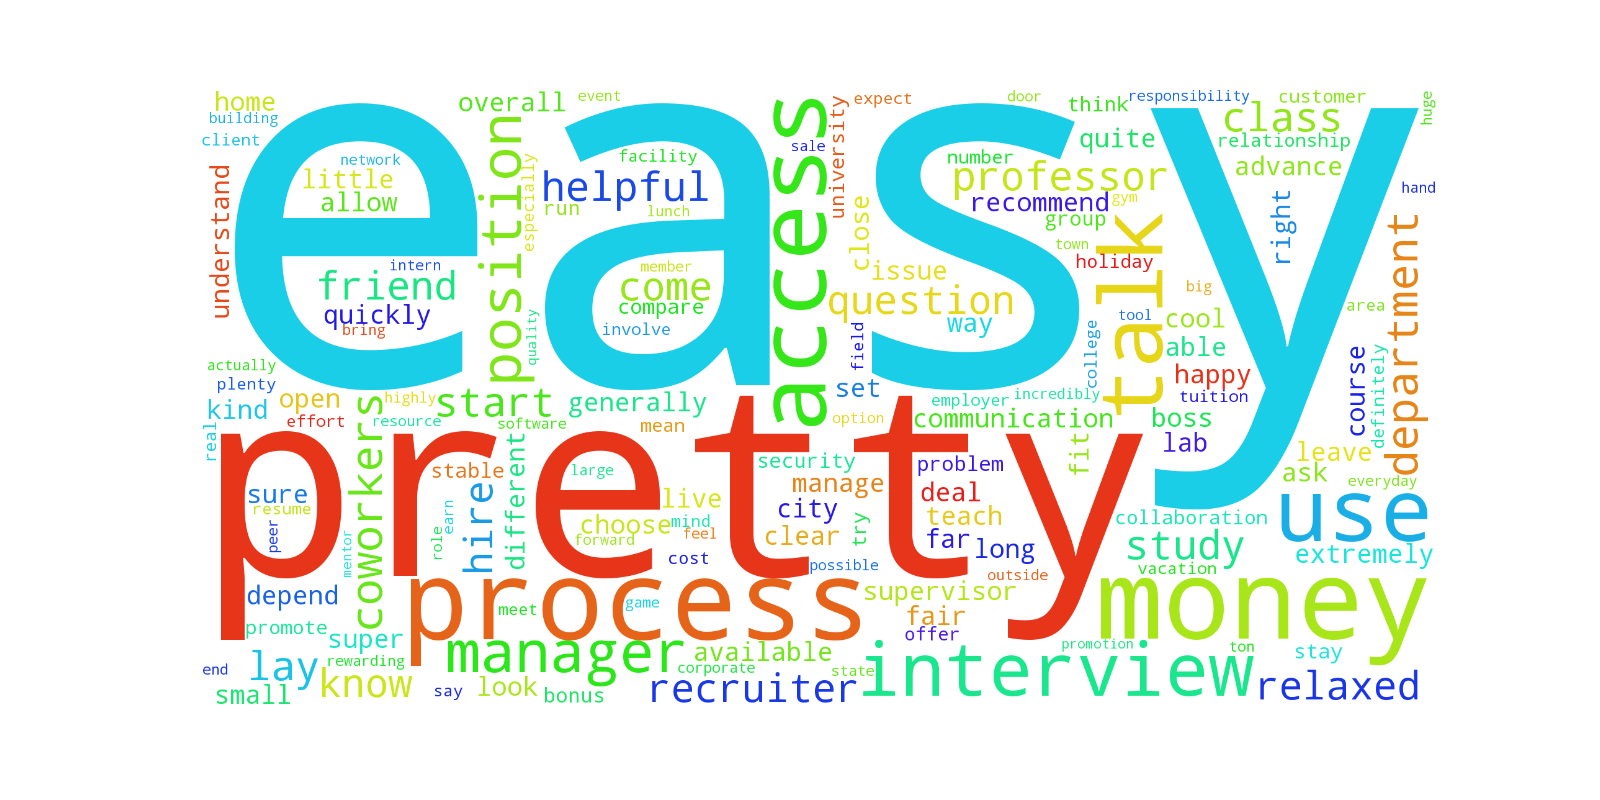 easy
pretty
process
money
access
talk
use
interview
manager
position
coworkers
department
home
building
client
understand
network
little
allow
intern
friend
quickly
bring
actually
plenty
kind
real
open
effort
highly
resource
overall
event
especially
helpful
run
facility
lunch
member
come
compare
involve
quality
start
software
generally
mean
sale
university
expect
close
issue
question
way
field
set
option
door
think
quite
number
professor
recommend
gym
group
town
holiday
responsibility
customer
class
relationship
advance
huge
hand
right
big
area
tool
cool
able
college
happy
tuition
incredibly
employer
communication
boss
course
definitely
lab
fit
leave
ask
everyday
sure
resume
peer
mentor
depend
promote
super
rewarding
end
lay
small
know
say
look
bonus
stable
hire
learn
role
different
large
live
choose
mind
forward
feel
cost
security
manage
city
clear
try
possible
problem
deal
teach
far
long
outside
supervisor
fair
offer
meet
game
available
corporate
state
recruiter
collaboration
study
vacation
extremely
promotion
ton
stay
relaxed